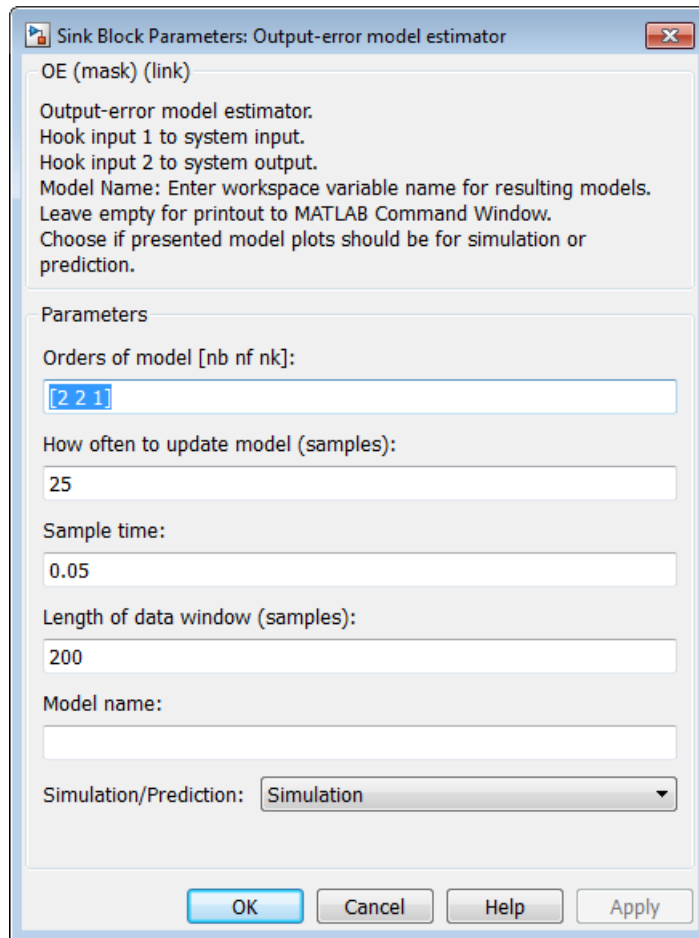 Sink Block Parameters: Output-error model estimator
OE (mask) (link)
Output-error model estimator.
Hook input 1 to system input.
Hook input 2 to system output.
Model Name: Enter workspace variable name for resulting models.
Leave empty for printout to MATLAB Command Window.
Choose if presented model plots should be for simulation or
prediction.
Parameters
Orders of model [nb nf nk]:
[2 2 1]
How often to update model (samples):
25
Sample time:
0.05
Length of data window (samples):
200
Model name:
Simulation/Prediction: Simulation
OK Cancel Help Apply